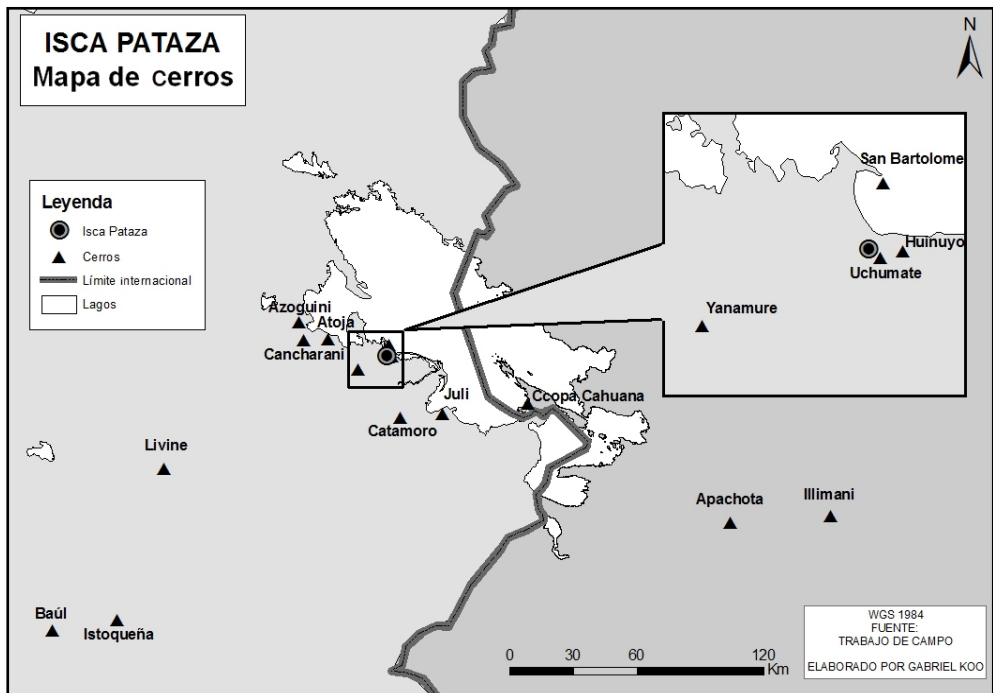 ISCA PATAZA
Mapa de cerros
N
Leyenda
Isca Pataza
Cerros
Límite internacional
Lagos
San Bartolome
Huinuyo
Uchumate
Yanamure
Azoguini
Atoja
Cancharani
Juli
Ccopa Cahuana
Catamoro
Livine
Apachota
Illimani
Baúl
Istoqueña
0 30 60 120
Km
WGS 1984
FUENTE:
TRABAJO DE CAMPO
ELABORADO POR GABRIEL KOO